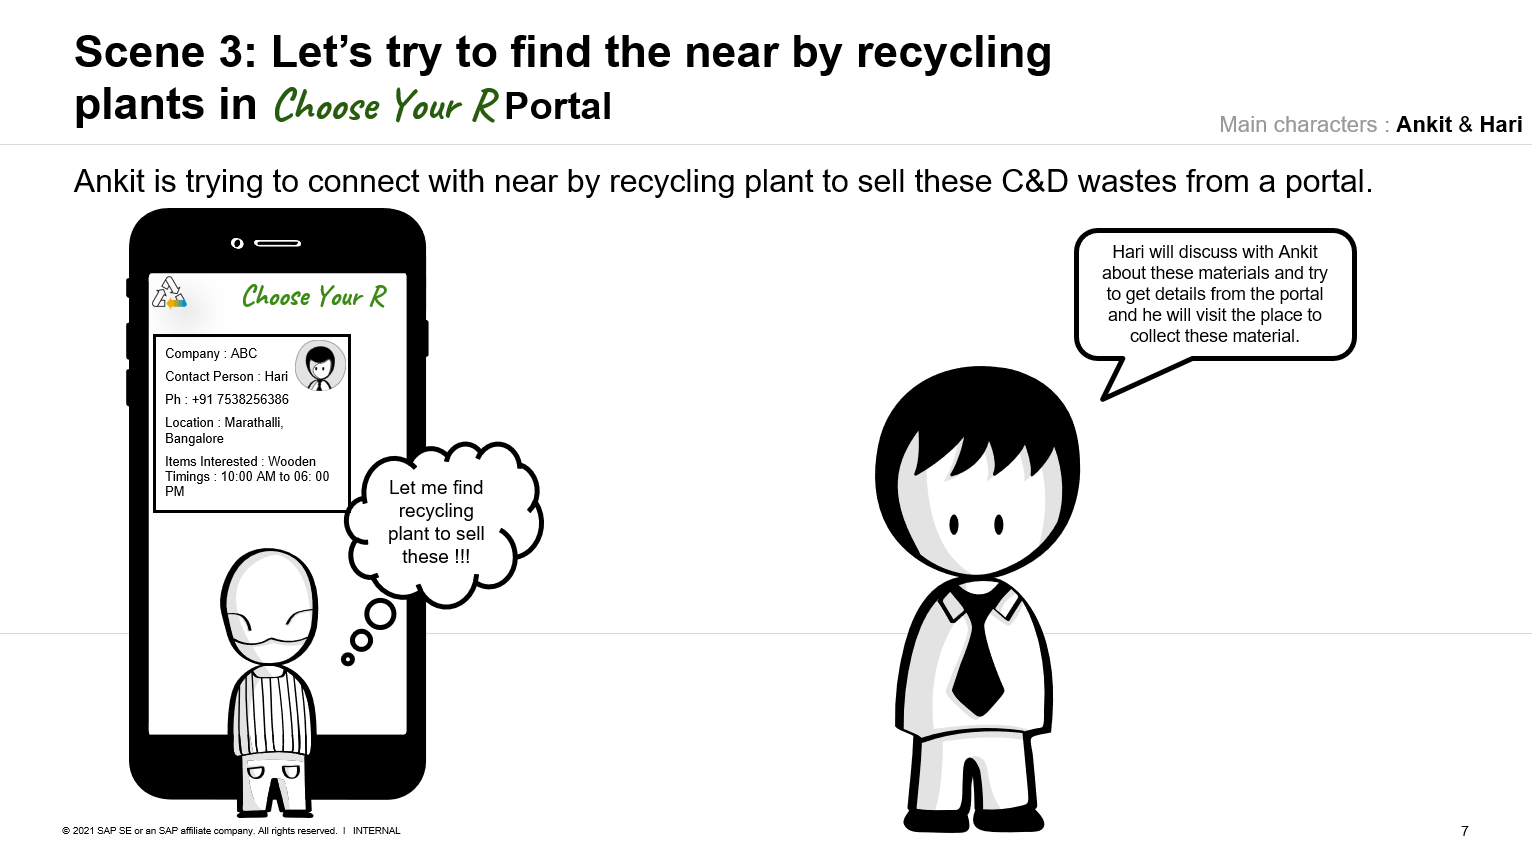 Scene 3: Let’s try to find the near by recycling
plants in Choose Your R Portal
Main characters : Ankit & Hari
Ankit is trying to connect with near by recycling plant to sell these C&D wastes from a portal.
Choose Your R
Company : ABC
Contact Person : Hari
Ph : +91 7538256386
Location : Marathalli,
Bangalore
Items Interested : Wooden
Timings : 10:00 AM to 06: 00
PM
Let me find
recycling
plant to sell
these !!!
Hari will discuss with Ankit
about these materials and try
to get details from the portal
and he will visit the place to
collect these material.
© 2021 SAP SE or an SAP affiliate company. All rights reserved. ǀ INTERNAL
7